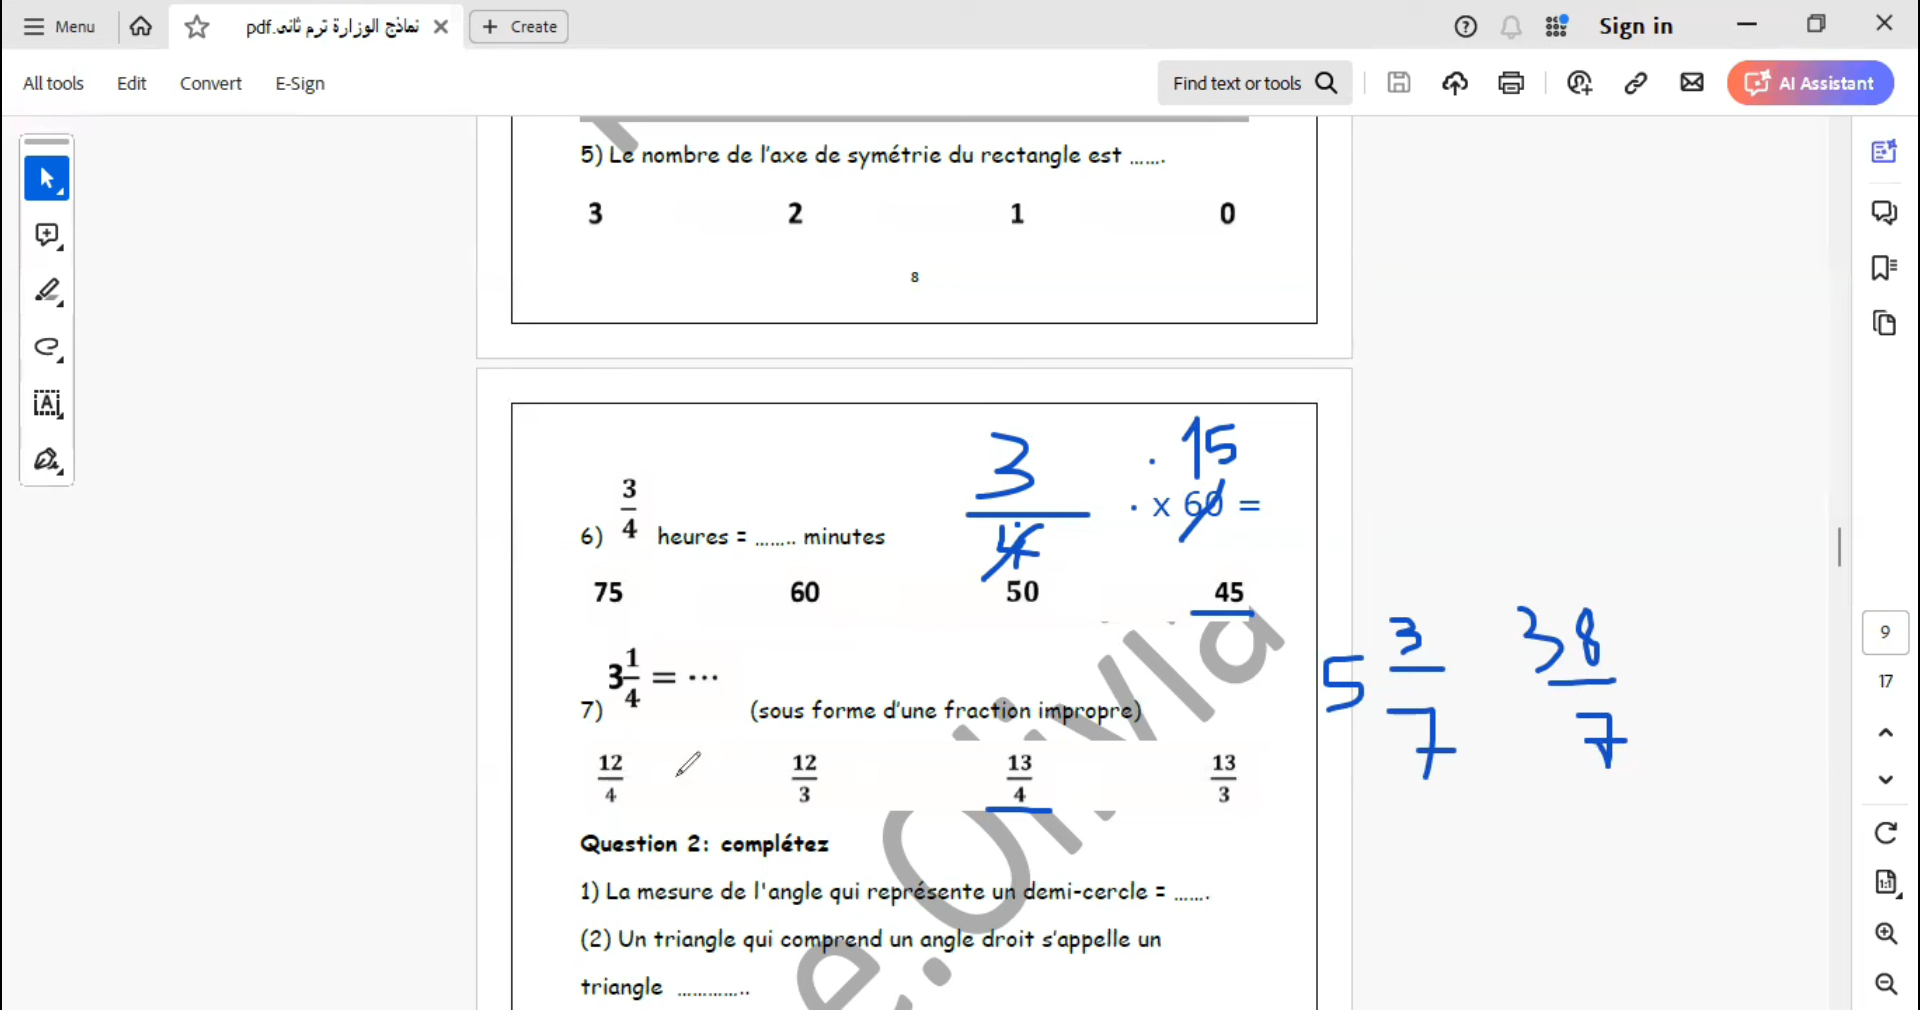 Menu
نماذج الوزارة ترم ثانى.pdf
Create
Sign in
All tools Edit Convert E-Sign
Find text or tools
AI Assistant
5) Le nombre de l'axe de symétrie du rectangle est …….
3 2 1 0
8
6) 3/4 heures = …….. minutes
3/4 · 15
· x 60 =
75 60 50 45
7) 3 1/4 = ⋯ (sous forme d'une fraction impropre)
12/4 12/3 13/4 13/3
5 3/7 38/7
Question 2: complétez
1) La mesure de l'angle qui représente un demi-cercle = …….
(2) Un triangle qui comprend un angle droit s'appelle un
triangle …………..
9
17